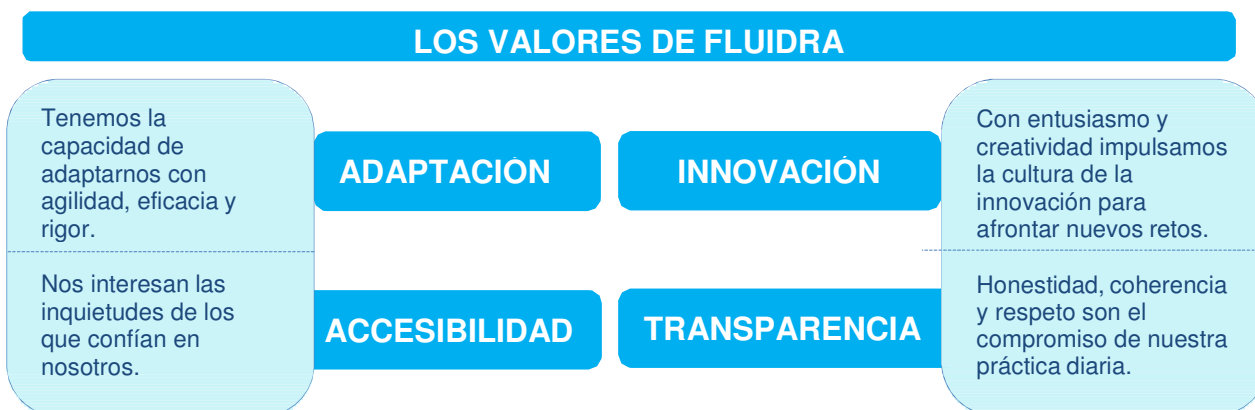 LOS VALORES DE FLUIDRA
Tenemos la
capacidad de
adaptarnos con
agilidad, eficacia y
rigor.
ADAPTACIÓN
INNOVACIÓN
Con entusiasmo y
creatividad impulsamos
la cultura de la
innovación para
afrontar nuevos retos.
Nos interesan las
inquietudes de los
que confían en
nosotros.
ACCESIBILIDAD
TRANSPARENCIA
Honestidad, coherencia
y respeto son el
compromiso de nuestra
práctica diaria.